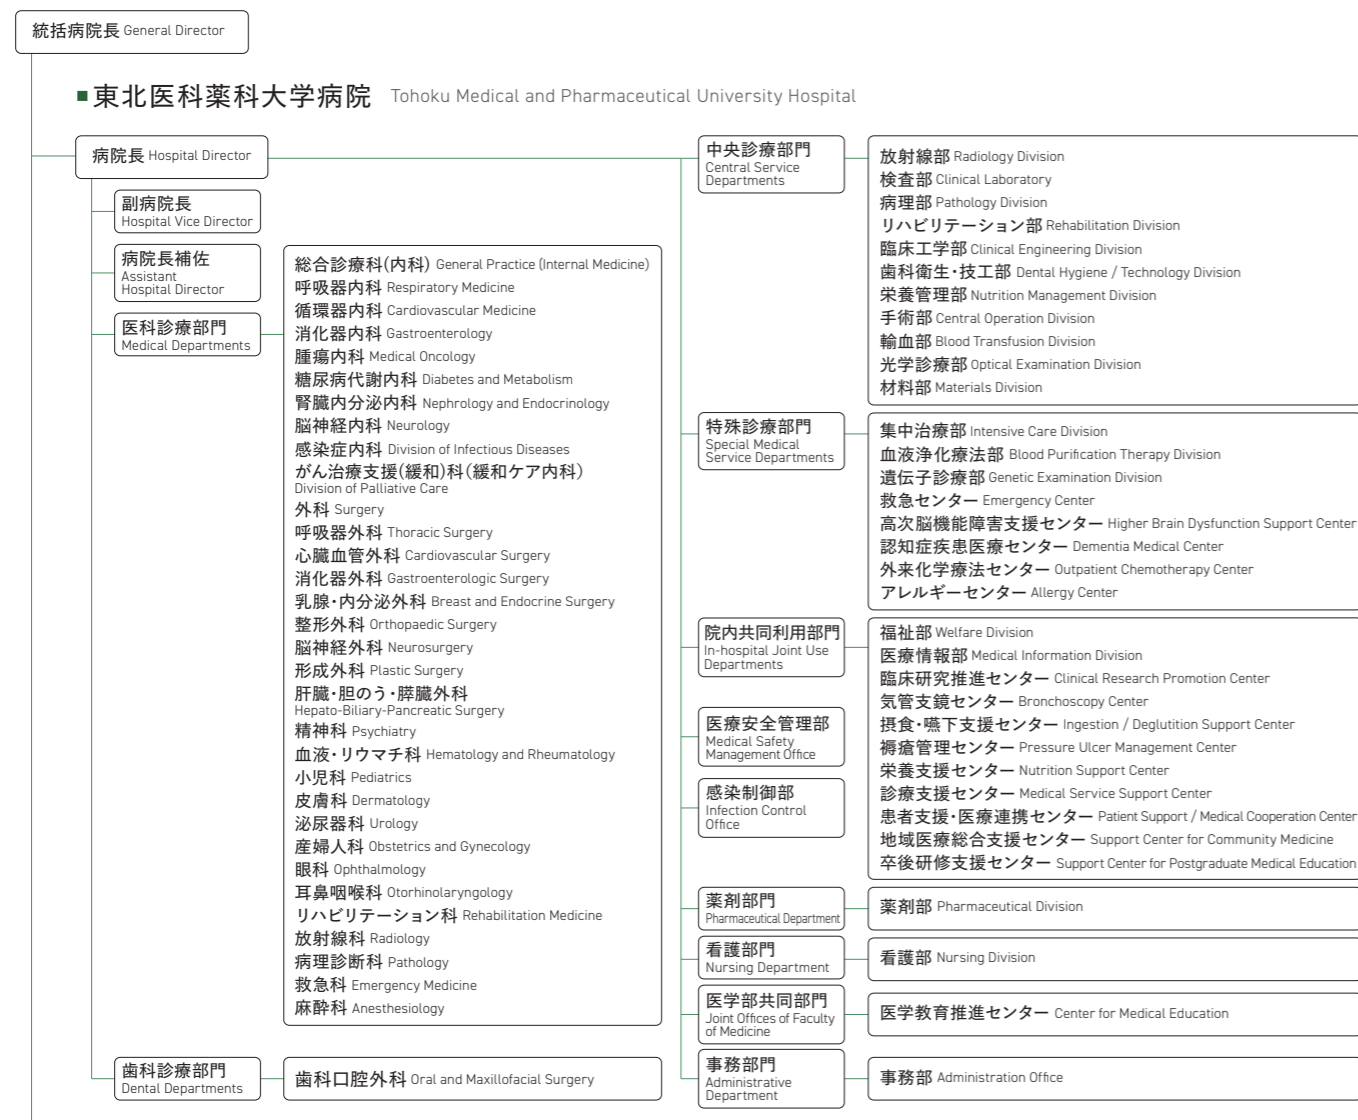 統括病院長 General Director
■東北医科薬科大学病院 Tohoku Medical and Pharmaceutical University Hospital
病院長 Hospital Director
副病院長
Hospital Vice Director
病院長補佐
Assistant
Hospital Director
医科診療部門
Medical Departments
総合診療科(内科) General Practice (Internal Medicine)
呼吸器内科 Respiratory Medicine
循環器内科 Cardiovascular Medicine
消化器内科 Gastroenterology
腫瘍内科 Medical Oncology
糖尿病代謝内科 Diabetes and Metabolism
腎臓内分泌内科 Nephrology and Endocrinology
脳神経内科 Neurology
感染症内科 Division of Infectious Diseases
がん治療支援(緩和)科(緩和ケア内科)
Division of Palliative Care
外科 Surgery
呼吸器外科 Thoracic Surgery
心臓血管外科 Cardiovascular Surgery
消化器外科 Gastroenterologic Surgery
乳腺・内分泌外科 Breast and Endocrine Surgery
整形外科 Orthopaedic Surgery
脳神経外科 Neurosurgery
形成外科 Plastic Surgery
肝臓・胆のう・膵臓外科
Hepato-Biliary-Pancreatic Surgery
精神科 Psychiatry
血液・リウマチ科 Hematology and Rheumatology
小児科 Pediatrics
皮膚科 Dermatology
泌尿器科 Urology
産婦人科 Obstetrics and Gynecology
眼科 Ophthalmology
耳鼻咽喉科 Otorhinolaryngology
リハビリテーション科 Rehabilitation Medicine
放射線科 Radiology
病理診断科 Pathology
救急科 Emergency Medicine
麻酔科 Anesthesiology
歯科診療部門
Dental Departments
歯科口腔外科 Oral and Maxillofacial Surgery
中央診療部門
Central Service
Departments
放射線部 Radiology Division
検査部 Clinical Laboratory
病理部 Pathology Division
リハビリテーション部 Rehabilitation Division
臨床工学部 Clinical Engineering Division
歯科衛生・技工部 Dental Hygiene / Technology Division
栄養管理部 Nutrition Management Division
手術部 Central Operation Division
輸血部 Blood Transfusion Division
光学診療部 Optical Examination Division
材料部 Materials Division
特殊診療部門
Special Medical
Service Departments
集中治療部 Intensive Care Division
血液浄化療法部 Blood Purification Therapy Division
遺伝子診療部 Genetic Examination Division
救急センター Emergency Center
高次脳機能障害支援センター Higher Brain Dysfunction Support Center
認知症疾患医療センター Dementia Medical Center
外来化学療法センター Outpatient Chemotherapy Center
アレルギーセンター Allergy Center
院内共同利用部門
In-hospital Joint Use
Departments
福祉部 Welfare Division
医療情報部 Medical Information Division
臨床研究推進センター Clinical Research Promotion Center
気管支鏡センター Bronchoscopy Center
摂食・嚥下支援センター Ingestion / Deglutition Support Center
褥瘡管理センター Pressure Ulcer Management Center
栄養支援センター Nutrition Support Center
診療支援センター Medical Service Support Center
患者支援・医療連携センター Patient Support / Medical Cooperation Center
地域医療総合支援センター Support Center for Community Medicine
卒後研修支援センター Support Center for Postgraduate Medical Education
医療安全管理部
Medical Safety
Management Office
感染制御部
Infection Control
Office
薬剤部門
Pharmaceutical Department
薬剤部 Pharmaceutical Division
看護部門
Nursing Department
看護部 Nursing Division
医学部共同部門
Joint Offices of Faculty
of Medicine
医学教育推進センター Center for Medical Education
事務部門
Administrative
Department
事務部 Administration Office